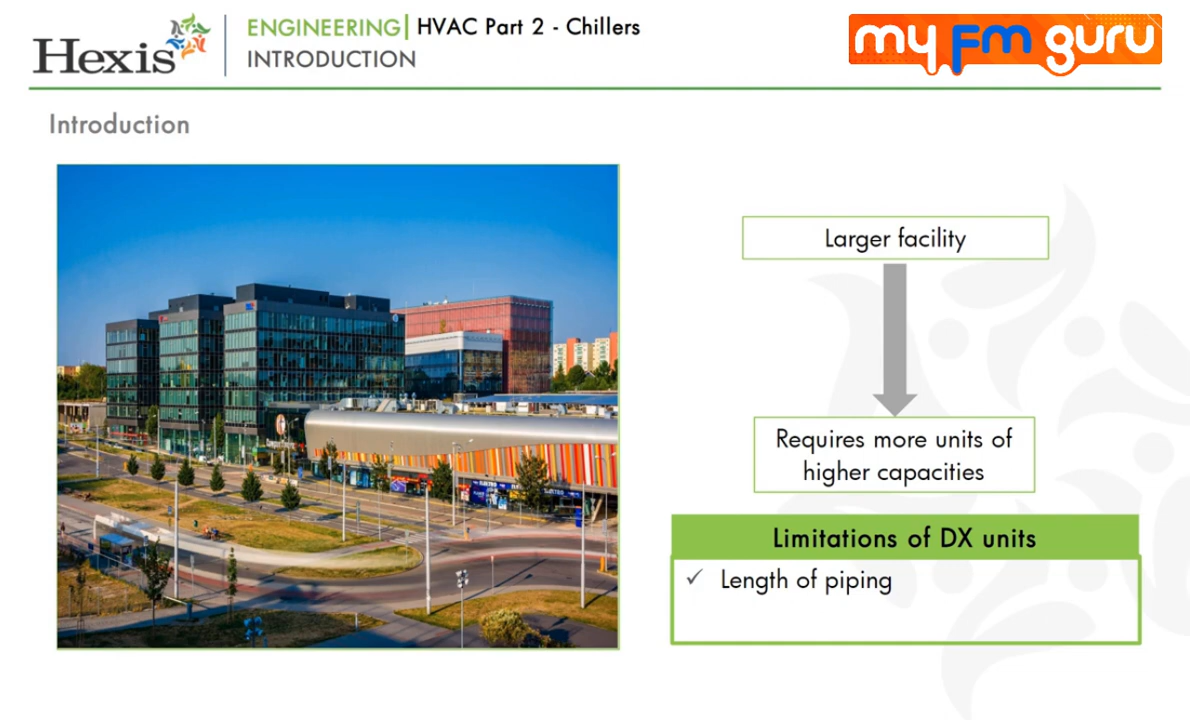 Hexis
ENGINEERING| HVAC Part 2 - Chillers
INTRODUCTION
my Fm guru
Introduction
Larger facility
Requires more units of
higher capacities
Limitations of DX units
✓ Length of piping